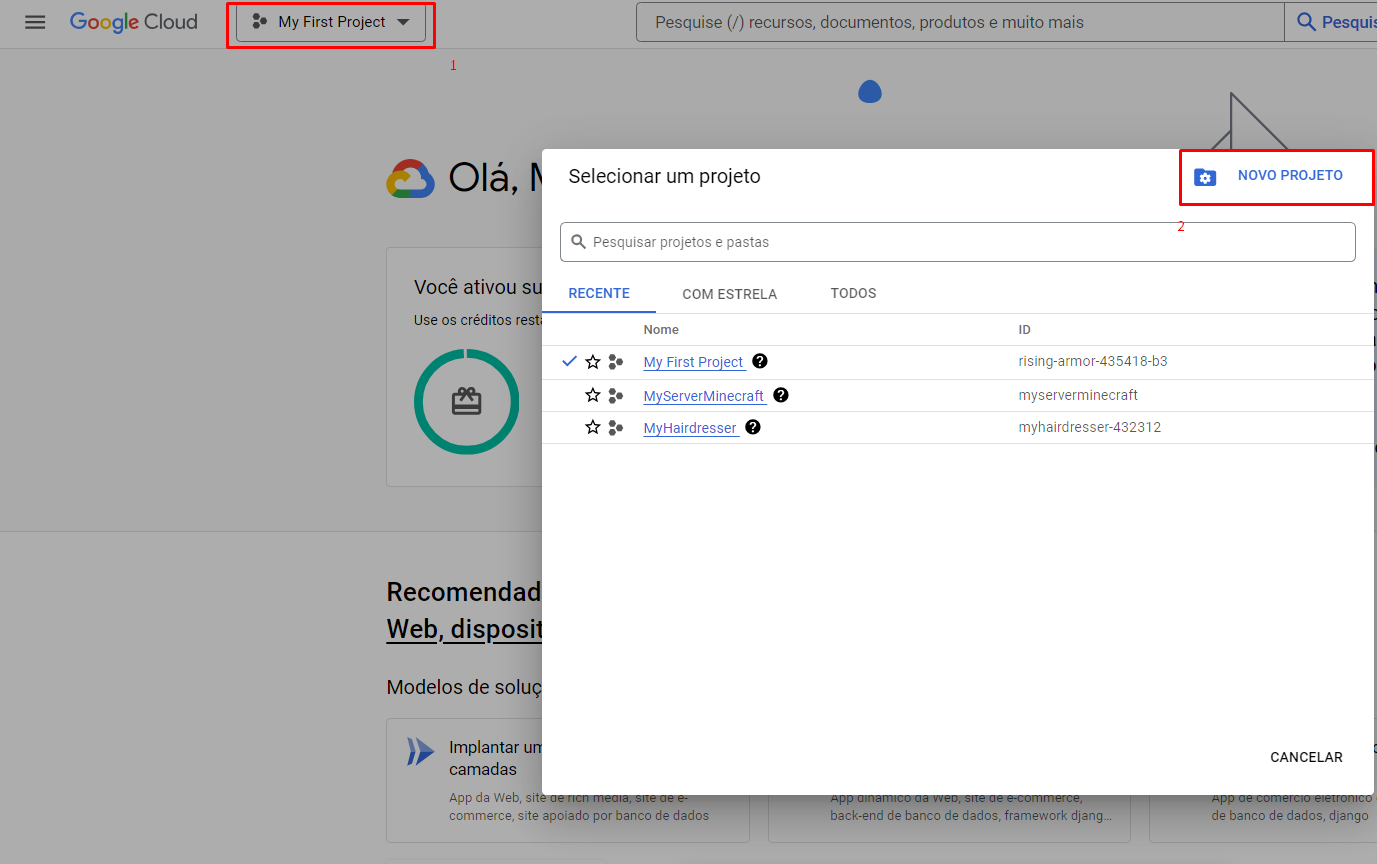 Google Cloud
My First Project
Pesquise (/) recursos, documentos, produtos e muito mais
Pesquis
1
Olá,
Selecionar um projeto
NOVO PROJETO
2
Pesquisar projetos e pastas
Você ativou su
Use os créditos resta
RECENTE
COM ESTRELA
TODOS
Nome
ID
My First Project
rising-armor-435418-b3
MyServerMinecraft
myserverminecraft
MyHairdresser
myhairdresser-432312
Recomendad
Web, disposit
Modelos de soluç
Implantar um
camadas
App da Web, site de rich media, site de e-
commerce, site apoiado por banco de dados
CANCELAR
App dinâmico da Web, site de e-commerce,
back-end de banco de dados, framework djang...
App de comércio eletrônico
de banco de dados, django